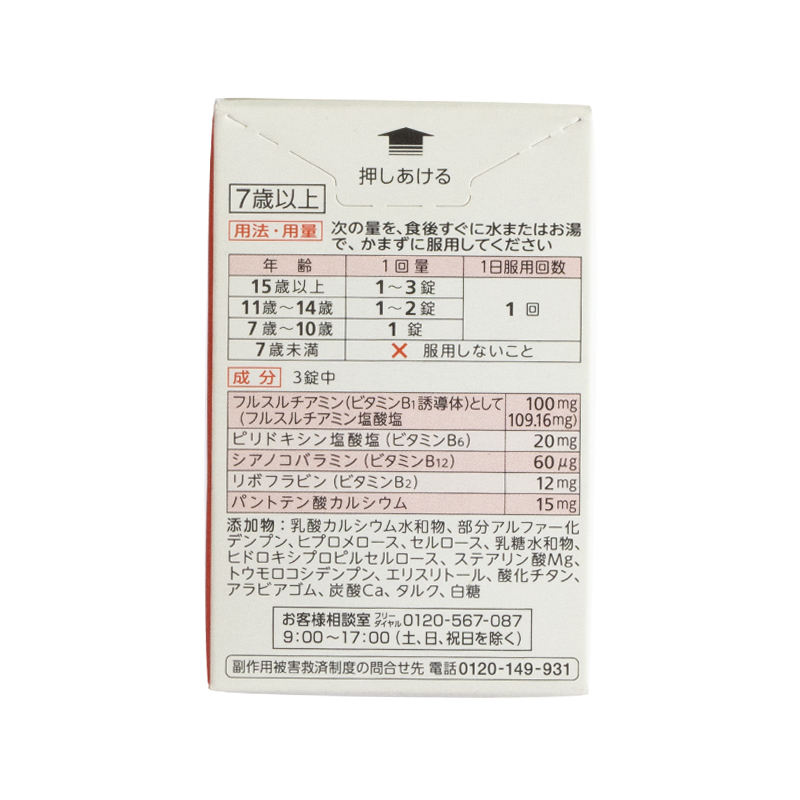 押しあける
7歳以上
用法・用量 次の量を、食後すぐに水またはお湯
で、かまずに服用してください
年齢 1回量 1日服用回数
15歳以上 1～3錠
11歳～14歳 1～2錠 1回
7歳～10歳 1錠
7歳未満 × 服用しないこと
成分 3錠中
フルスルチアミン(ビタミンB1誘導体)として 100mg
(フルスルチアミン塩酸塩 109.16mg)
ピリドキシン塩酸塩(ビタミンB6) 20mg
シアノコバラミン(ビタミンB12) 60μg
リボフラビン(ビタミンB2) 12mg
パントテン酸カルシウム 15mg
添加物：乳酸カルシウム水和物、部分アルファー化
デンプン、ヒプロメロース、セルロース、乳糖水和物、
ヒドロキシプロピルセルロース、ステアリン酸Mg、
トウモロコシデンプン、エリスリトール、酸化チタン、
アラビアゴム、炭酸Ca、タルク、白糖
お客様相談室 フリーダイヤル0120-567-087
9:00～17:00(土、日、祝日を除く)
副作用被害救済制度の問合せ先 電話0120-149-931